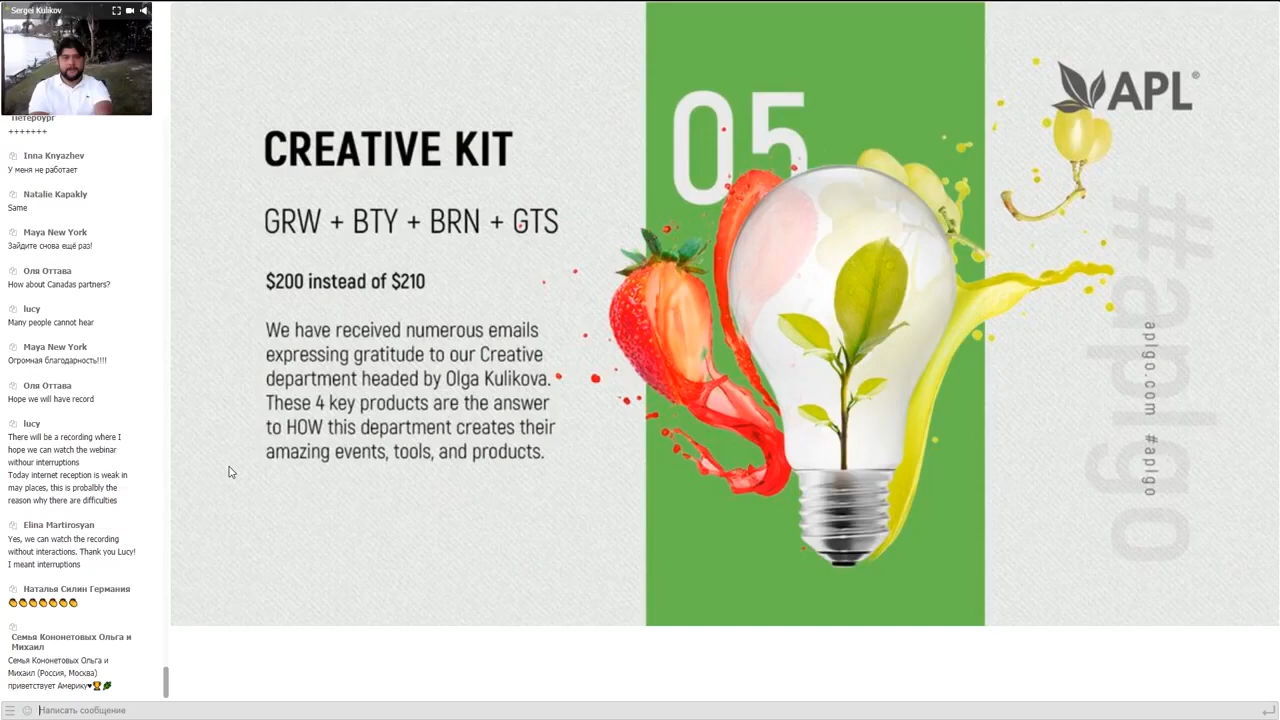 Sergei Kulikov
Петербург
+++++++
Inna Knyazhev
У меня не работает
Natalie Kapakly
Same
Maya New York
Зайдите снова ещё раз!
Оля Оттава
How about Canadas partners?
lucy
Many people cannot hear
Maya New York
Огромная благодарность!!!!
Оля Оттава
Hope we will have record
lucy
There will be a recording where I
hope we can watch the webinar
withour interruptions
Today internet reception is weak in
may places, this is probalbly the
reason why there are difficulties
Elina Martirosyan
Yes, we can watch the recording
without interactions. Thank you Lucy!
I meant interruptions
Наталья Силин Германия
👏👏👏👏👏👏👏
Семья Кононетовых Ольга и
Михаил
Семья Кононетовых Ольга и
Михаил (Россия, Москва)
приветствует Америку♥🏆🌿
Написать сообщение
CREATIVE KIT
GRW + BTY + BRN + GTS
$200 instead of $210
We have received numerous emails
expressing gratitude to our Creative
department headed by Olga Kulikova.
These 4 key products are the answer
to HOW this department creates their
amazing events, tools, and products.
05
APL®
#aplgo
aplgo.com #aplgo